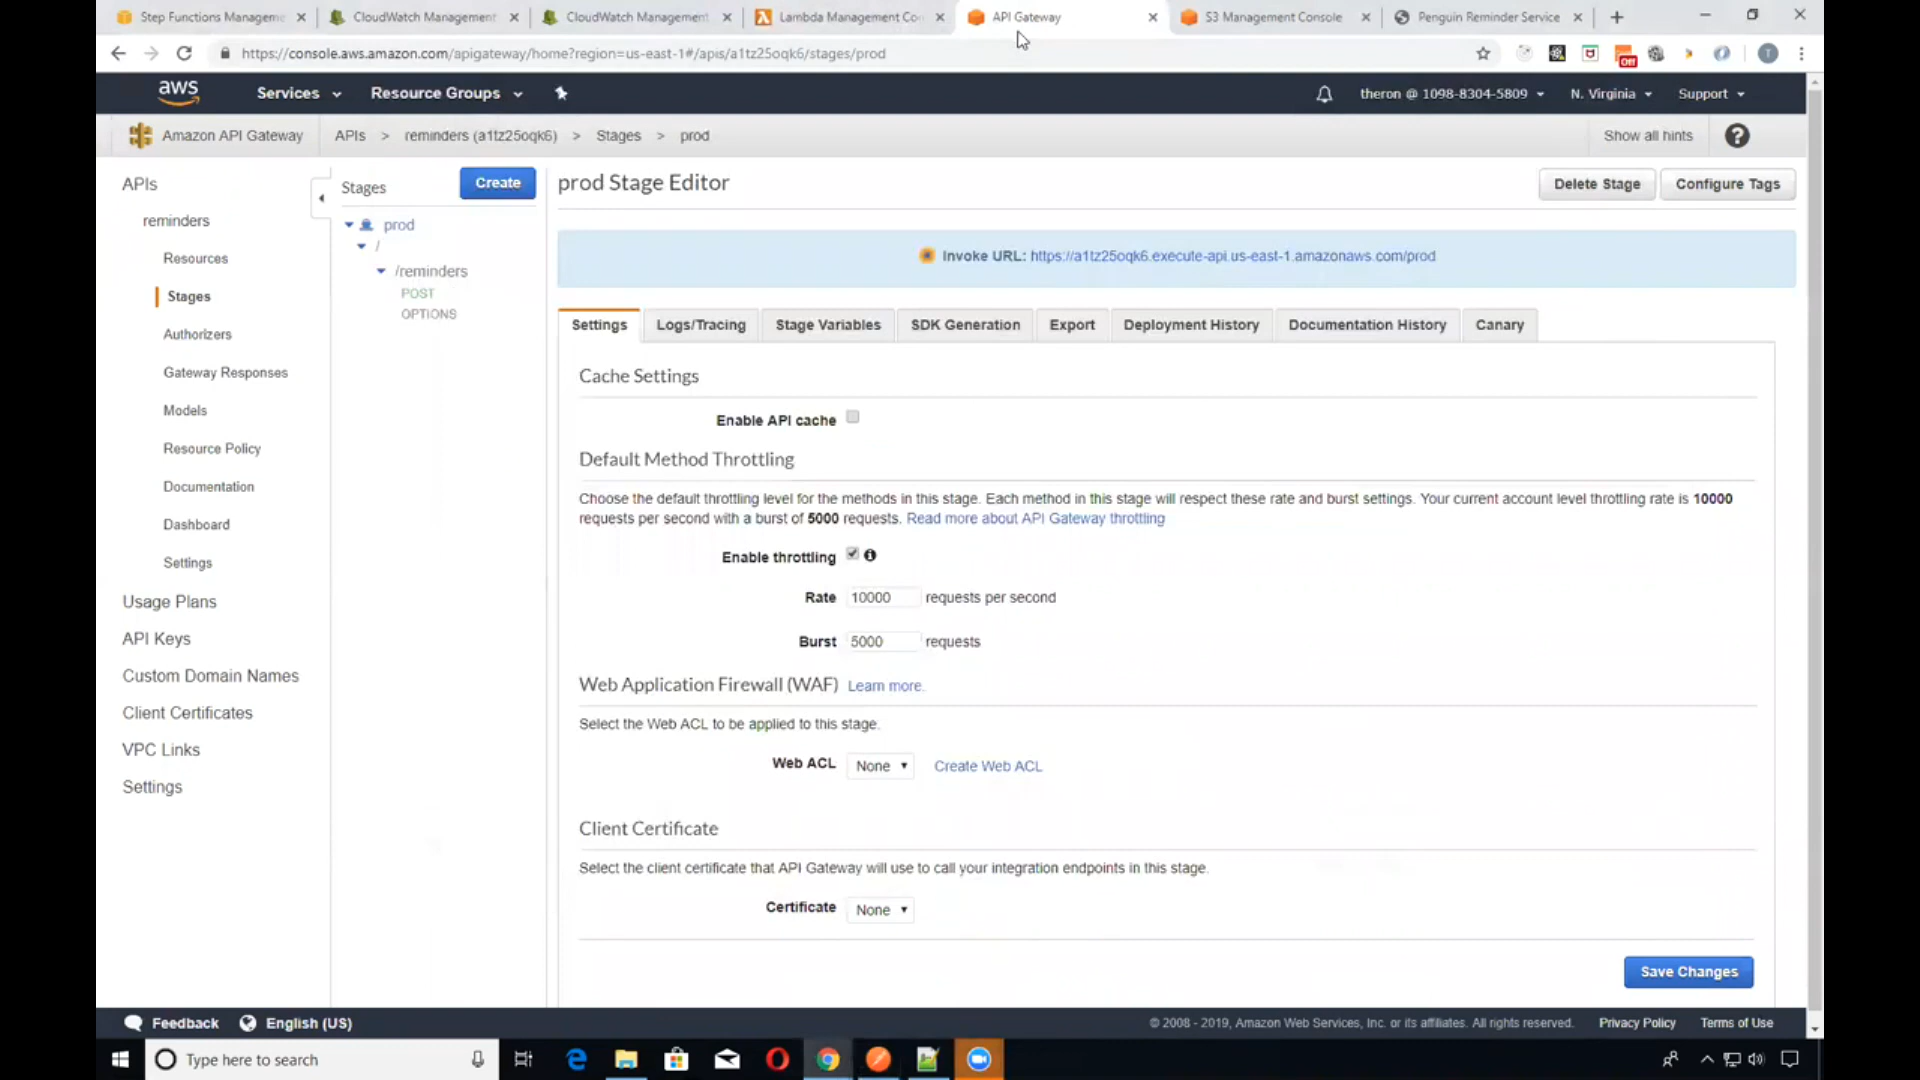 Step Functions Manageme
CloudWatch Management
CloudWatch Management
Lambda Management Co
API Gateway
S3 Management Console
Penguin Reminder Service
https://console.aws.amazon.com/apigateway/home?region=us-east-1#/apis/a1tz25oqk6/stages/prod
Off
T
aws
Services
Resource Groups
theron @ 1098-8304-5809
N. Virginia
Support
Amazon API Gateway
APIs > reminders (a1tz25oqk6) > Stages > prod
Show all hints
?
APIs
reminders
Resources
Stages
Authorizers
Gateway Responses
Models
Resource Policy
Documentation
Dashboard
Settings
Usage Plans
API Keys
Custom Domain Names
Client Certificates
VPC Links
Settings
Stages
Create
prod
/
/reminders
POST
OPTIONS
prod Stage Editor
Delete Stage
Configure Tags
Invoke URL: https://a1tz25oqk6.execute-api.us-east-1.amazonaws.com/prod
Settings
Logs/Tracing
Stage Variables
SDK Generation
Export
Deployment History
Documentation History
Canary
Cache Settings
Enable API cache
Default Method Throttling
Choose the default throttling level for the methods in this stage. Each method in this stage will respect these rate and burst settings. Your current account level throttling rate is 10000
requests per second with a burst of 5000 requests. Read more about API Gateway throttling
Enable throttling
Rate 10000 requests per second
Burst 5000 requests
Web Application Firewall (WAF) Learn more.
Select the Web ACL to be applied to this stage.
Web ACL None Create Web ACL
Client Certificate
Select the client certificate that API Gateway will use to call your integration endpoints in this stage.
Certificate None
Save Changes
Feedback
English (US)
© 2008 - 2019, Amazon Web Services, Inc. or its affiliates. All rights reserved.
Privacy Policy
Terms of Use
Type here to search